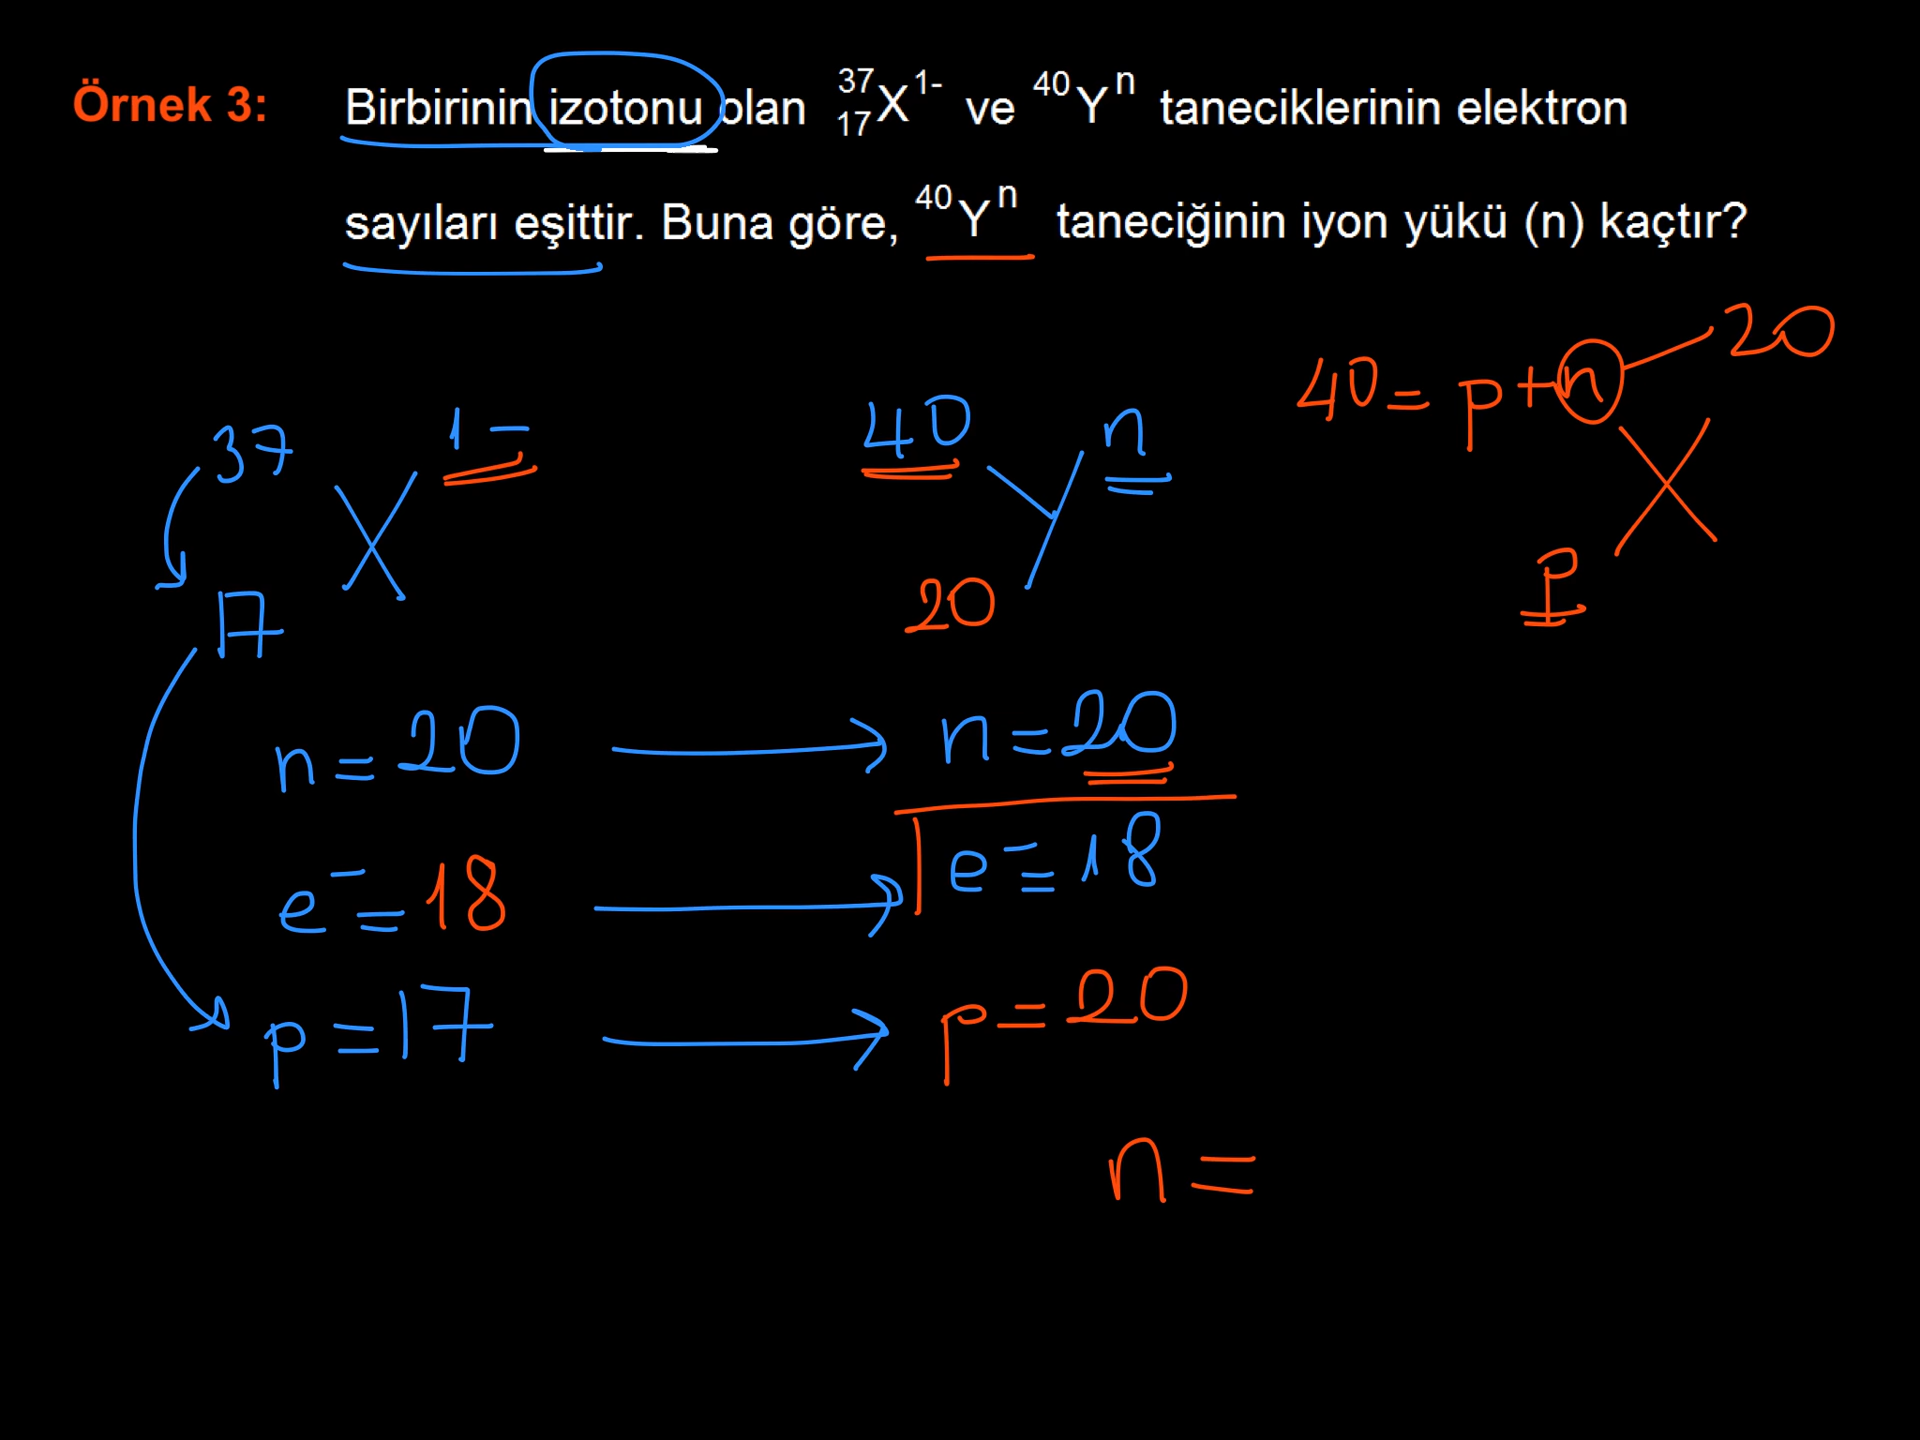 Örnek 3: Birbirinin izotonu olan ³⁷₁₇X¹⁻ ve ⁴⁰Yⁿ taneciklerinin elektron
sayıları eşittir. Buna göre, ⁴⁰Yⁿ taneciğinin iyon yükü (n) kaçtır?
40 = p + n 20
37 X 1-
17
40 Y n
20
X
P
n = 20 → n = 20
e⁻ = 18 → e⁻ = 18
p = 17 → p = 20
n =